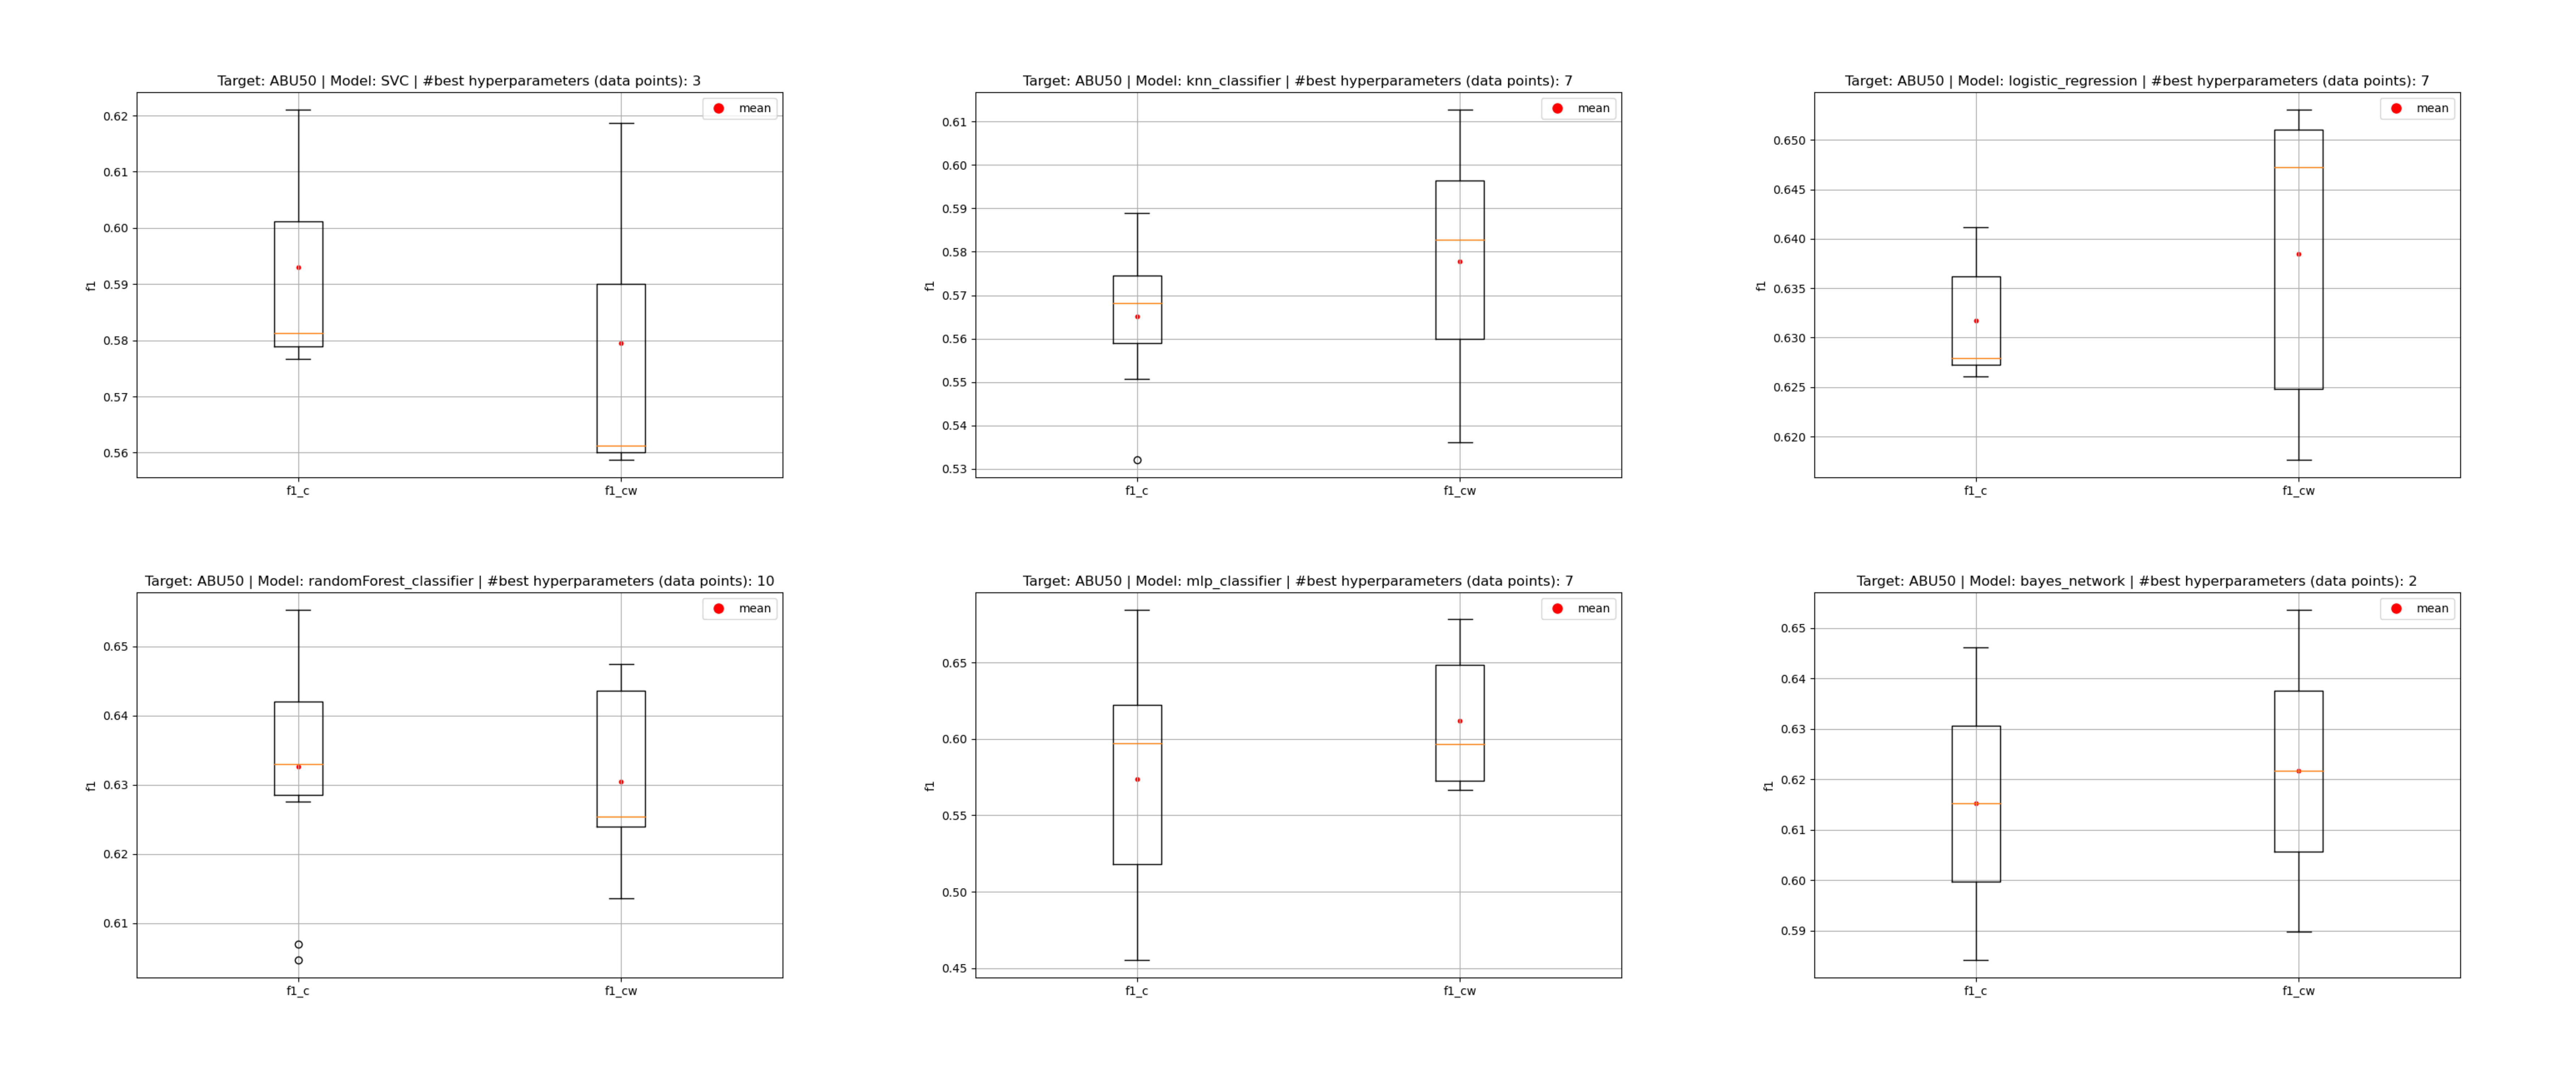 Target: ABU50 | Model: SVC | #best hyperparameters (data points): 3
mean
0.62
0.61
0.60
0.59
0.58
0.57
0.56
f1
f1_c
f1_cw
Target: ABU50 | Model: knn_classifier | #best hyperparameters (data points): 7
mean
0.61
0.60
0.59
0.58
0.57
0.56
0.55
0.54
0.53
f1
f1_c
f1_cw
Target: ABU50 | Model: logistic_regression | #best hyperparameters (data points): 7
mean
0.650
0.645
0.640
0.635
0.630
0.625
0.620
f1
f1_c
f1_cw
Target: ABU50 | Model: randomForest_classifier | #best hyperparameters (data points): 10
mean
0.65
0.64
0.63
0.62
0.61
f1
f1_c
f1_cw
Target: ABU50 | Model: mlp_classifier | #best hyperparameters (data points): 7
mean
0.65
0.60
0.55
0.50
0.45
f1
f1_c
f1_cw
Target: ABU50 | Model: bayes_network | #best hyperparameters (data points): 2
mean
0.65
0.64
0.63
0.62
0.61
0.60
0.59
f1
f1_c
f1_cw